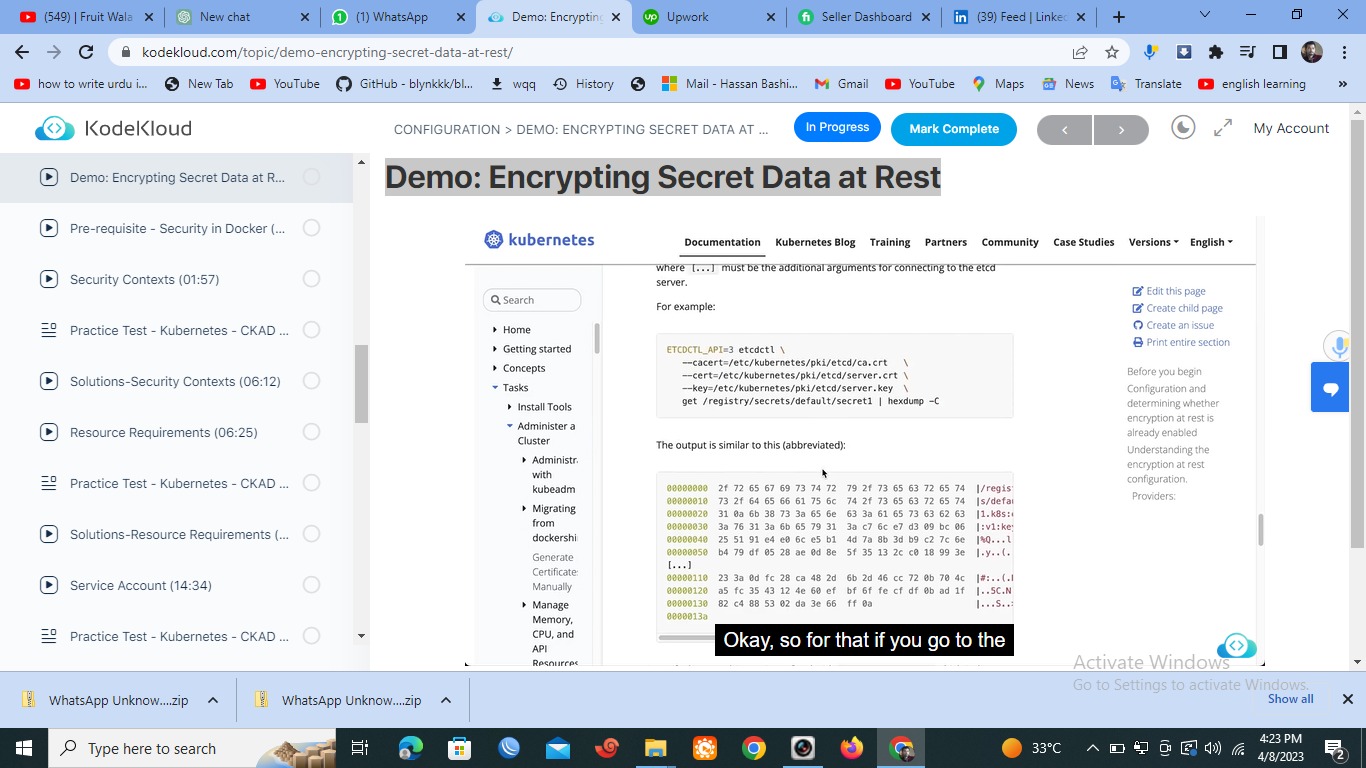 (549) Fruit Wala
New chat
(1) WhatsApp
Demo: Encrypting
Upwork
Seller Dashboard
(39) Feed | Linked
kodekloud.com/topic/demo-encrypting-secret-data-at-rest/
how to write urdu i...
New Tab
YouTube
GitHub - blynkkk/bl...
wqq
History
Mail - Hassan Bashi...
Gmail
YouTube
Maps
News
Translate
english learning
»
KodeKloud
CONFIGURATION > DEMO: ENCRYPTING SECRET DATA AT ...
In Progress
Mark Complete
<
>
My Account
Demo: Encrypting Secret Data at R...
Pre-requisite - Security in Docker (...
Security Contexts (01:57)
Practice Test - Kubernetes - CKAD ...
Solutions-Security Contexts (06:12)
Resource Requirements (06:25)
Practice Test - Kubernetes - CKAD ...
Solutions-Resource Requirements (...
Service Account (14:34)
Practice Test - Kubernetes - CKAD ...
Demo: Encrypting Secret Data at Rest
kubernetes
Documentation
Kubernetes Blog
Training
Partners
Community
Case Studies
Versions
English
Search
Home
Getting started
Concepts
Tasks
Install Tools
Administer a
Cluster
Administr
with
kubeadm
Migrating
from
dockershi
Generate
Certificate
Manually
Manage
Memory,
CPU, and
API
Resources
where [...] must be the additional arguments for connecting to the etcd
server.
For example:
ETCDCTL_API=3 etcdctl \
--cacert=/etc/kubernetes/pki/etcd/ca.crt \
--cert=/etc/kubernetes/pki/etcd/server.crt \
--key=/etc/kubernetes/pki/etcd/server.key \
get /registry/secrets/default/secret1 | hexdump -C
The output is similar to this (abbreviated):
00000000 2f 72 65 67 69 73 74 72 79 2f 73 65 63 72 65 74 |/regis
00000010 73 2f 64 65 66 61 75 6c 74 2f 73 65 63 72 65 74 |s/defau
00000020 31 0a 6b 38 73 3a 65 6e 63 3a 61 65 73 63 62 63 |1.k8s:
00000030 3a 76 31 3a 6b 65 79 31 3a c7 6c e7 d3 09 bc 06 |:v1:key
00000040 25 51 91 e4 e0 6c e5 b1 4d 7a 8b 3d b9 c2 7c 6e |%Q...l
00000050 b4 79 df 05 28 ae 0d 8e 5f 35 13 2c c0 18 99 3e |.y..(.
[...]
00000110 23 3a 0d fc 28 ca 48 2d 6b 2d 46 cc 72 0b 70 4c |#:..(.
00000120 a5 fc 35 43 12 4e 60 ef bf 6f fe cf df 0b ad 1f |..5C.N
00000130 82 c4 88 53 02 da 3e 66 ff 0a |...S..
0000013a
Okay, so for that if you go to the
Edit this page
Create child page
Create an issue
Print entire section
Before you begin
Configuration and
determining whether
encryption at rest is
already enabled
Understanding the
encryption at rest
configuration.
Providers:
Activate Windows
Go to Settings to activate Windows.
WhatsApp Unknow....zip
WhatsApp Unknow....zip
Show all
Type here to search
33°C
4:23 PM
4/8/2023
2